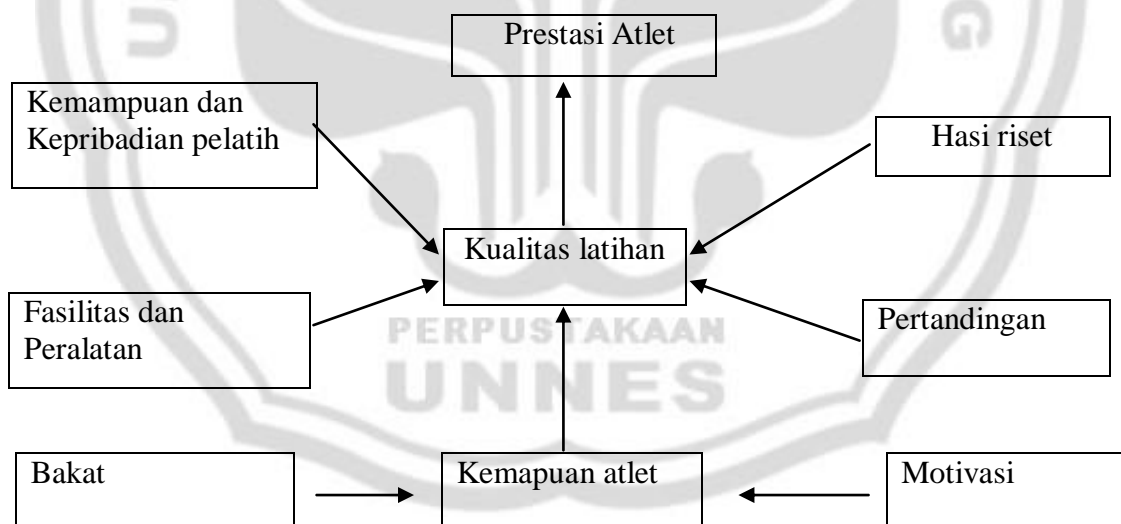 U
G
Prestasi Atlet
Kemampuan dan
Kepribadian pelatih
Hasi riset
Kualitas latihan
Fasilitas dan
Peralatan
Pertandingan
PERPUSTAKAAN
UNNES
Bakat
Kemapuan atlet
Motivasi